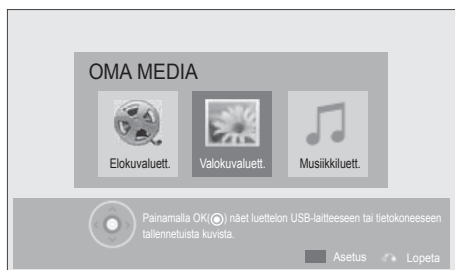 OMA MEDIA
Elokuvaluett. Valokuvaluett. Musiikkiluett.
Painamalla OK(◉) näet luettelon USB-laitteeseen tai tietokoneeseen
tallennetuista kuvista.
Asetus Lopeta